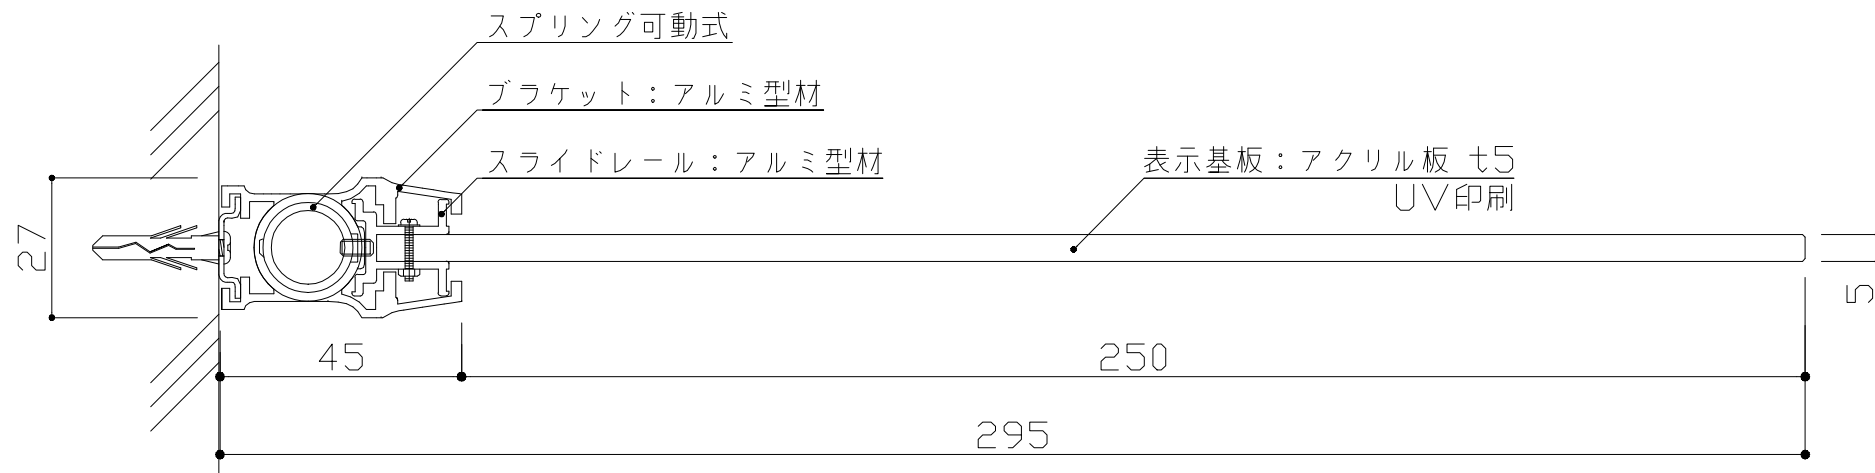 スプリング可動式
ブラケット：アルミ型材
スライドレール：アルミ型材
表示基板：アクリル板 t5
UV印刷
27
5
45
250
295